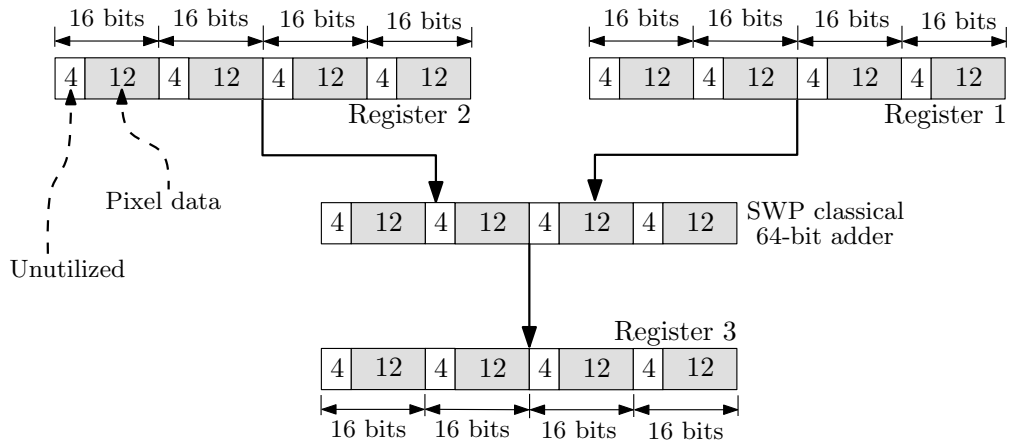 16 bits 16 bits 16 bits 16 bits 16 bits 16 bits 16 bits 16 bits
4 12 4 12 4 12 4 12 4 12 4 12 4 12 4 12
Register 2 Register 1
Pixel data
4 12 4 12 4 12 4 12
SWP classical
64-bit adder
Unutilized
Register 3
4 12 4 12 4 12 4 12
16 bits 16 bits 16 bits 16 bits